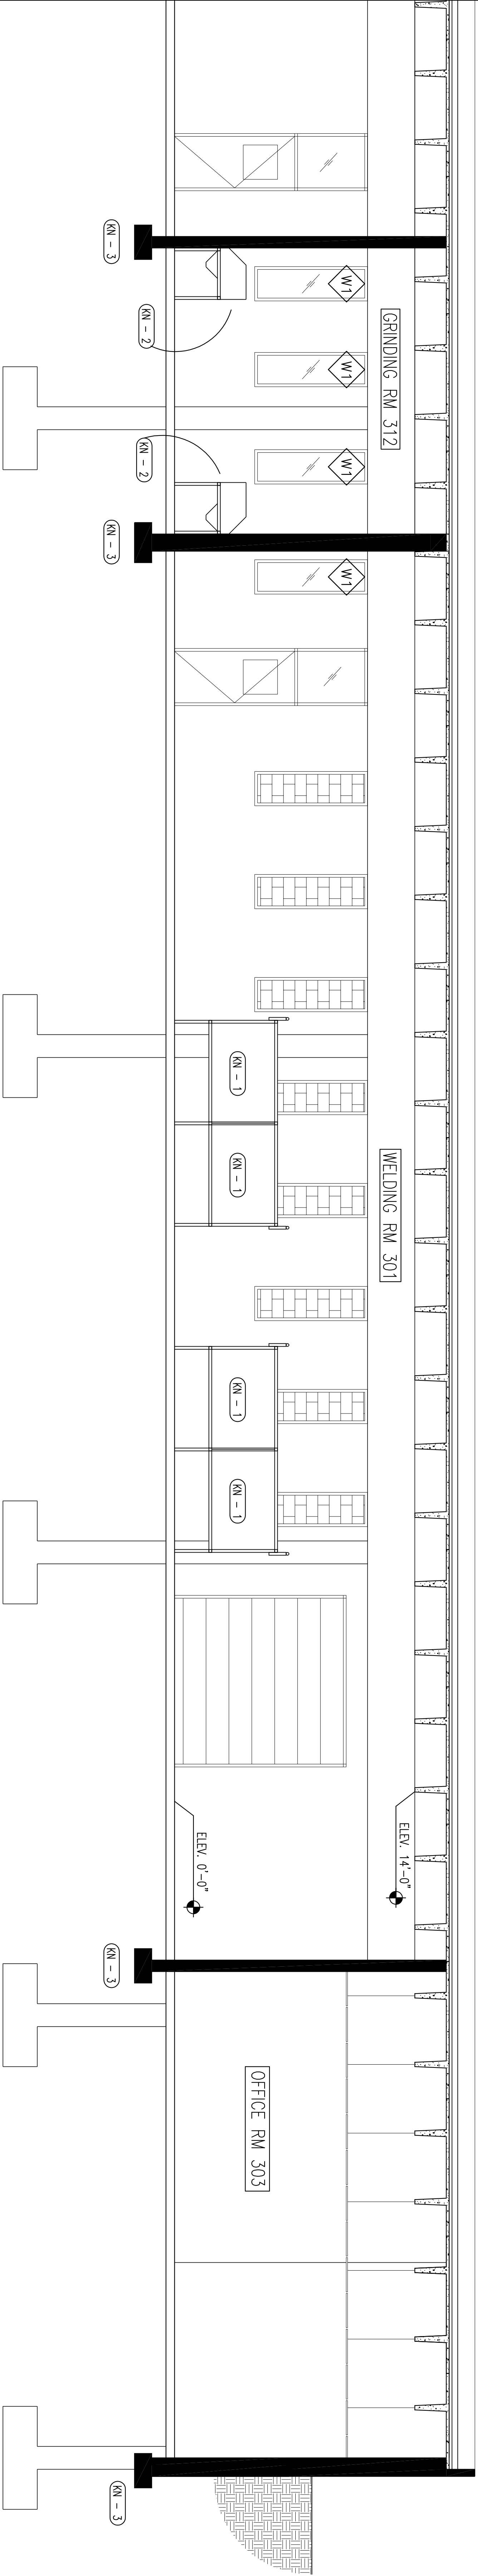 KN - 3
KN - 2
W1
GRINDING RM 312
W1
KN - 2
W1
KN - 3
W1
KN - 1
KN - 1
WELDING RM 301
KN - 1
KN - 1
ELEV. 0'-0"
ELEV. 14'-0"
KN - 3
OFFICE RM 303
KN - 3